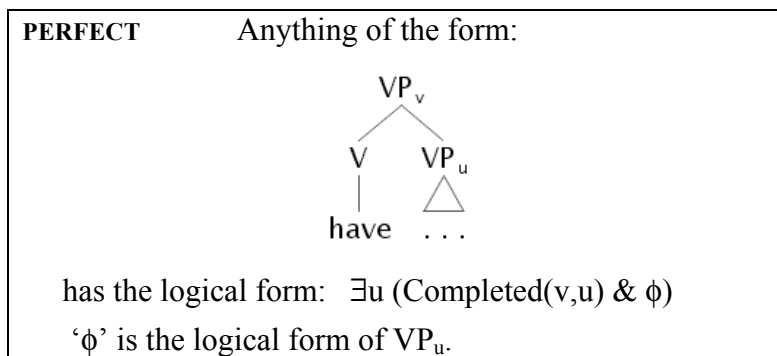 PERFECT Anything of the form:
VPᵥ
V VPᵤ
have . . .
has the logical form: ∃u (Completed(v,u) & ϕ)
‘ϕ’ is the logical form of VPᵤ.